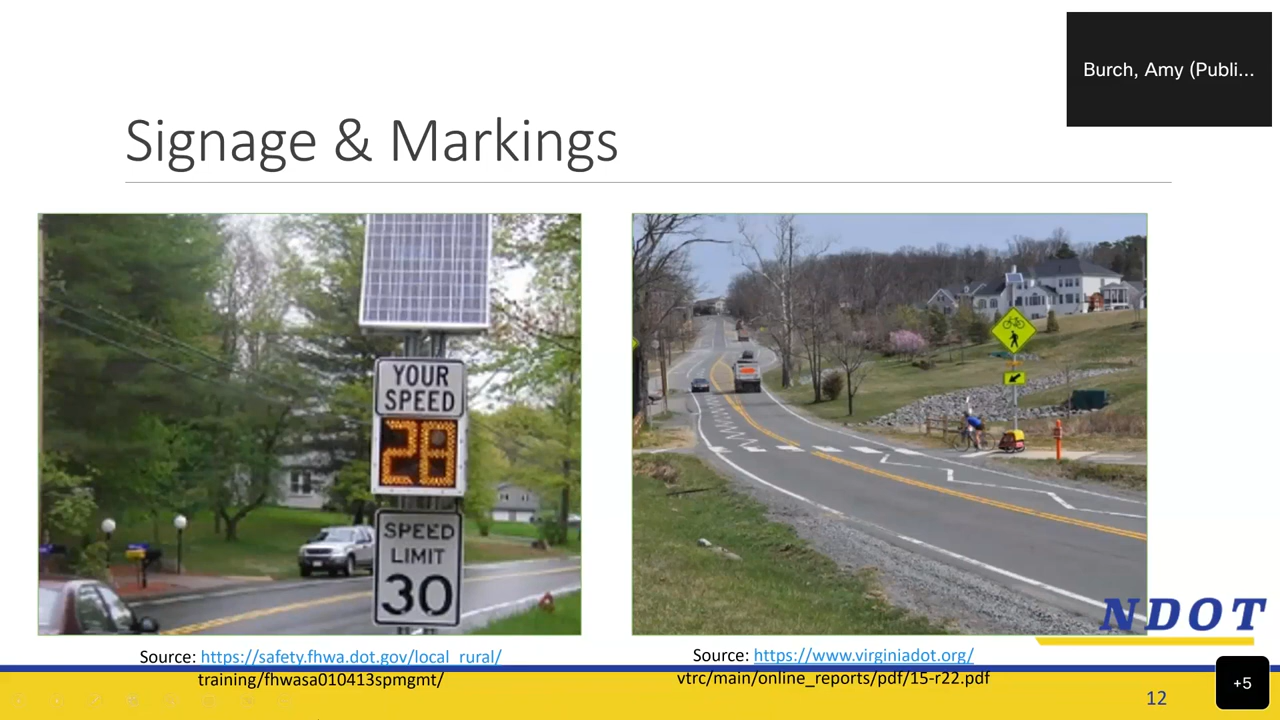 Burch, Amy (Publi...
Signage & Markings
YOUR
SPEED
28
SPEED
LIMIT
30
NDOT
Source: https://safety.fhwa.dot.gov/local_rural/
training/fhwasa010413spmgmt/
Source: https://www.virginiadot.org/
vtrc/main/online_reports/pdf/15-r22.pdf
12
+5